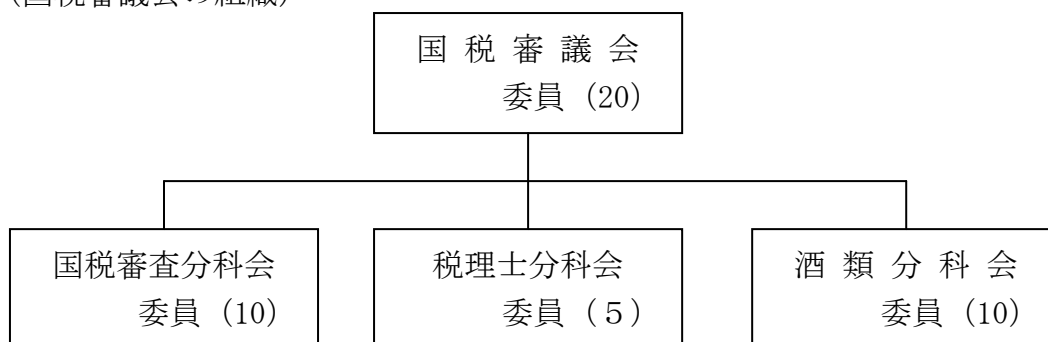 (国税審議会の組織)
国 税 審 議 会
委員（20）
国税審査分科会
委員（10）
税理士分科会
委員（５）
酒 類 分 科 会
委員（10）